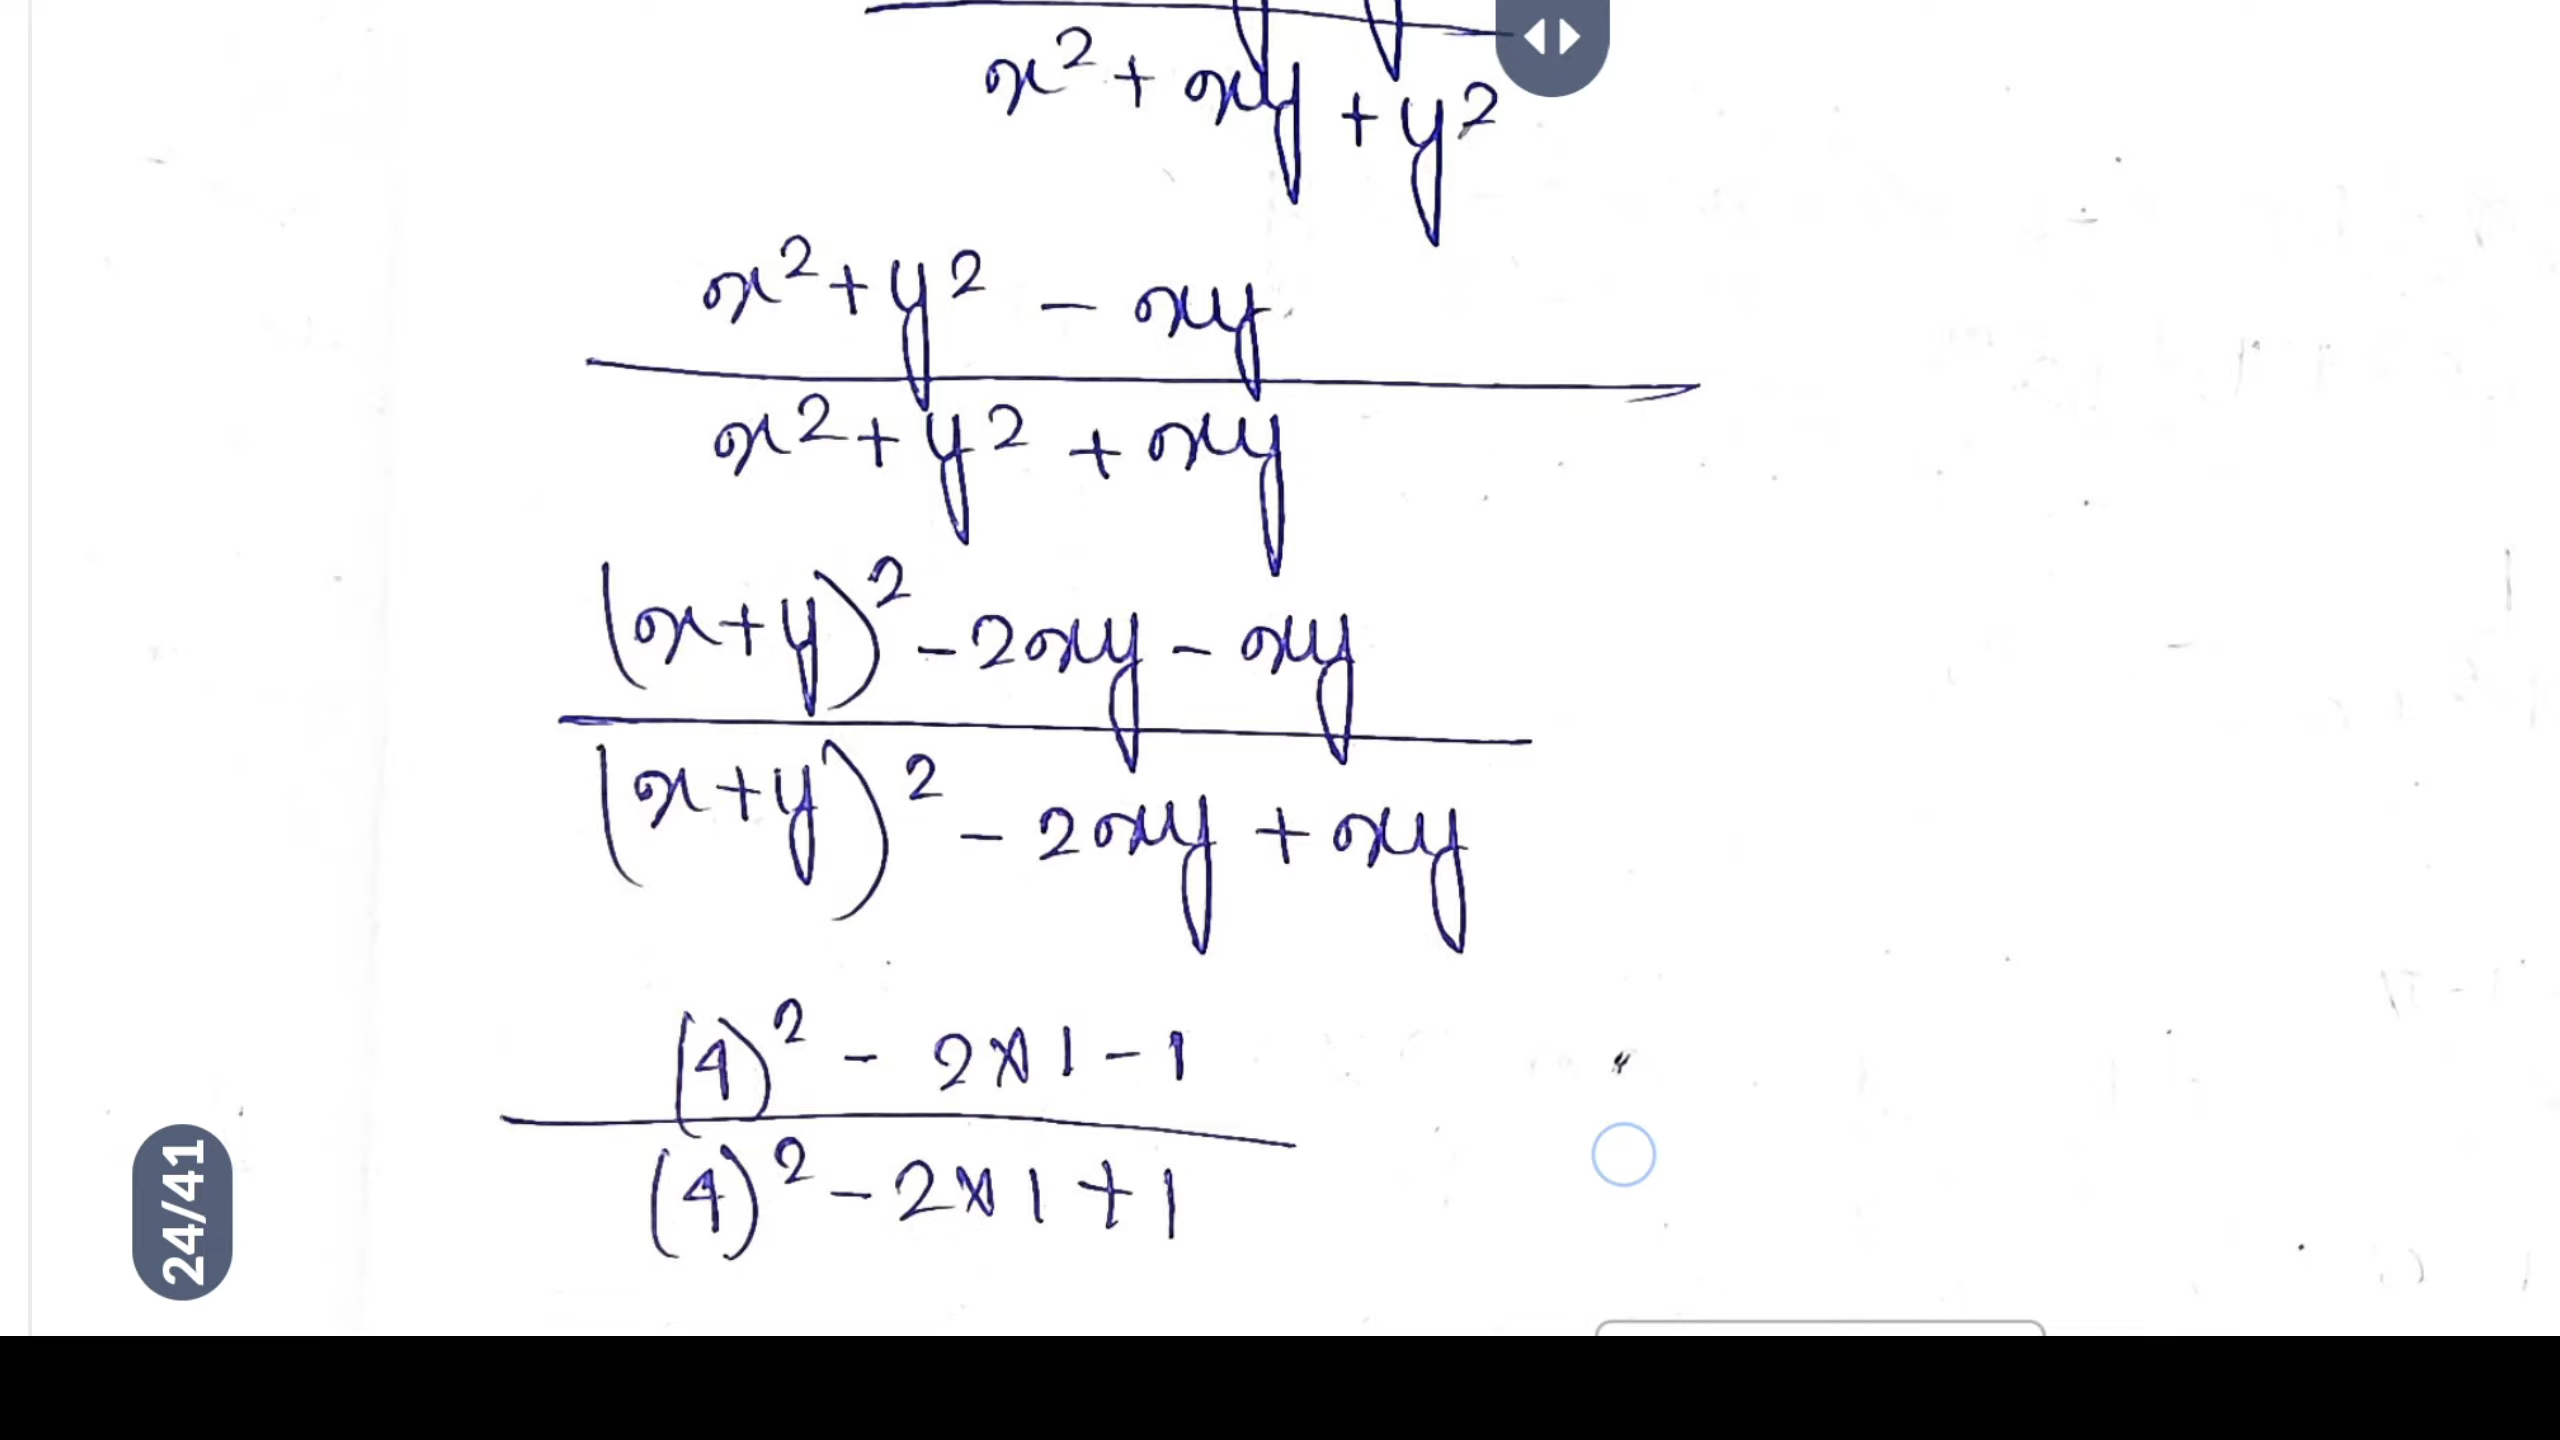 x² + xy + y²
x² + y² - xy
x² + y² + xy
(x+y)² - 2xy - xy
(x+y)² - 2xy + xy
(4)² - 2×1 - 1
(4)² - 2×1 + 1
24/41